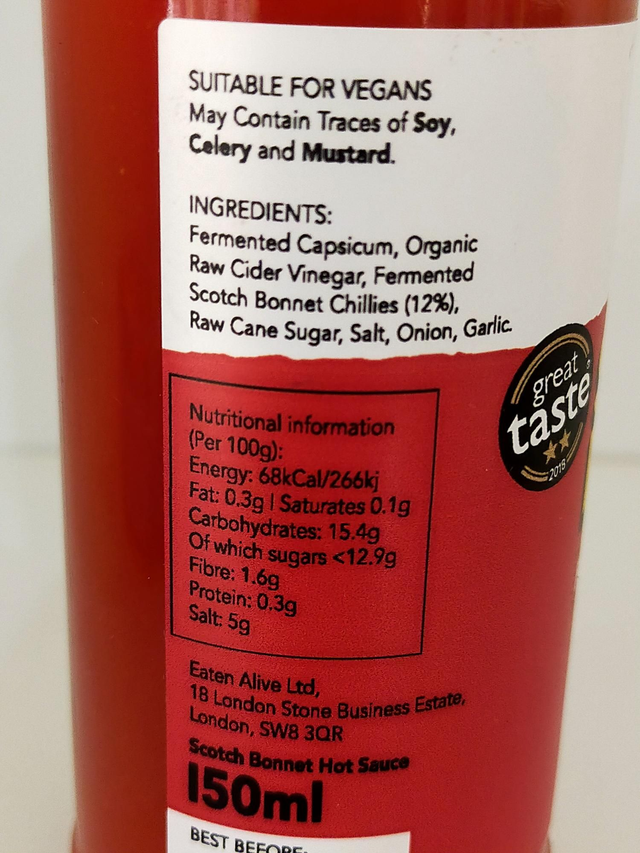 SUITABLE FOR VEGANS
May Contain Traces of Soy,
Celery and Mustard.
INGREDIENTS:
Fermented Capsicum, Organic
Raw Cider Vinegar, Fermented
Scotch Bonnet Chillies (12%),
Raw Cane Sugar, Salt, Onion, Garlic.
great
taste
2018
Nutritional information
(Per 100g):
Energy: 68kCal/266kj
Fat: 0.3g | Saturates 0.1g
Carbohydrates: 15.4g
Of which sugars <12.9g
Fibre: 1.6g
Protein: 0.3g
Salt: 5g
Eaten Alive Ltd,
18 London Stone Business Estate,
London, SW8 3QR
Scotch Bonnet Hot Sauce
150ml
BEST BEFORE: